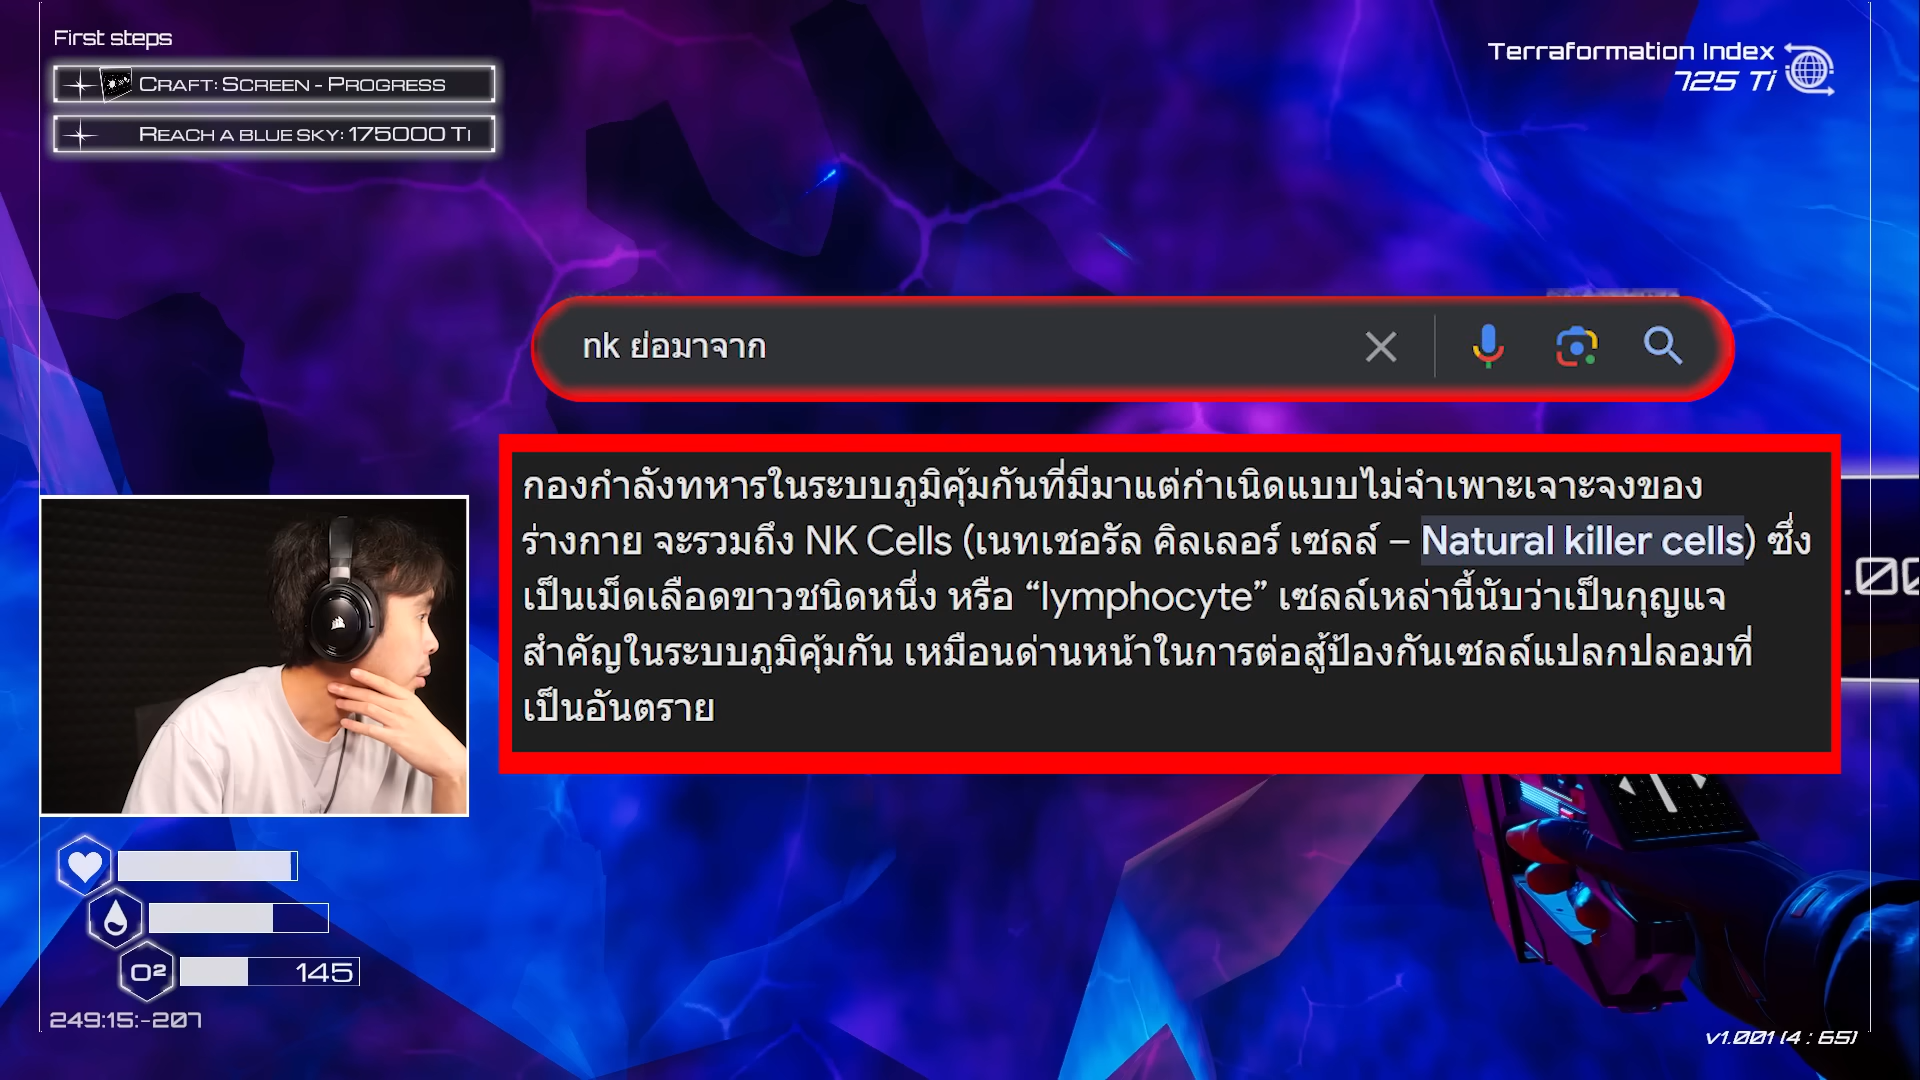 First steps
Craft: Screen - Progress
Reach a blue sky: 175000 Ti
Terraformation Index
725 Ti
nk ย่อมาจาก
กองกำลังทหารในระบบภูมิคุ้มกันที่มีมาแต่กำเนิดแบบไม่จำเพาะเจาะจงของ
ร่างกาย จะรวมถึง NK Cells (เนทเชอรัล คิลเลอร์ เซลล์ – Natural killer cells) ซึ่ง
เป็นเม็ดเลือดขาวชนิดหนึ่ง หรือ “lymphocyte” เซลล์เหล่านี้นับว่าเป็นกุญแจ
สำคัญในระบบภูมิคุ้มกัน เหมือนด่านหน้าในการต่อสู้ป้องกันเซลล์แปลกปลอมที่
เป็นอันตราย
.00
O²
145
249:15:-207
v1.001 (4 : 65)